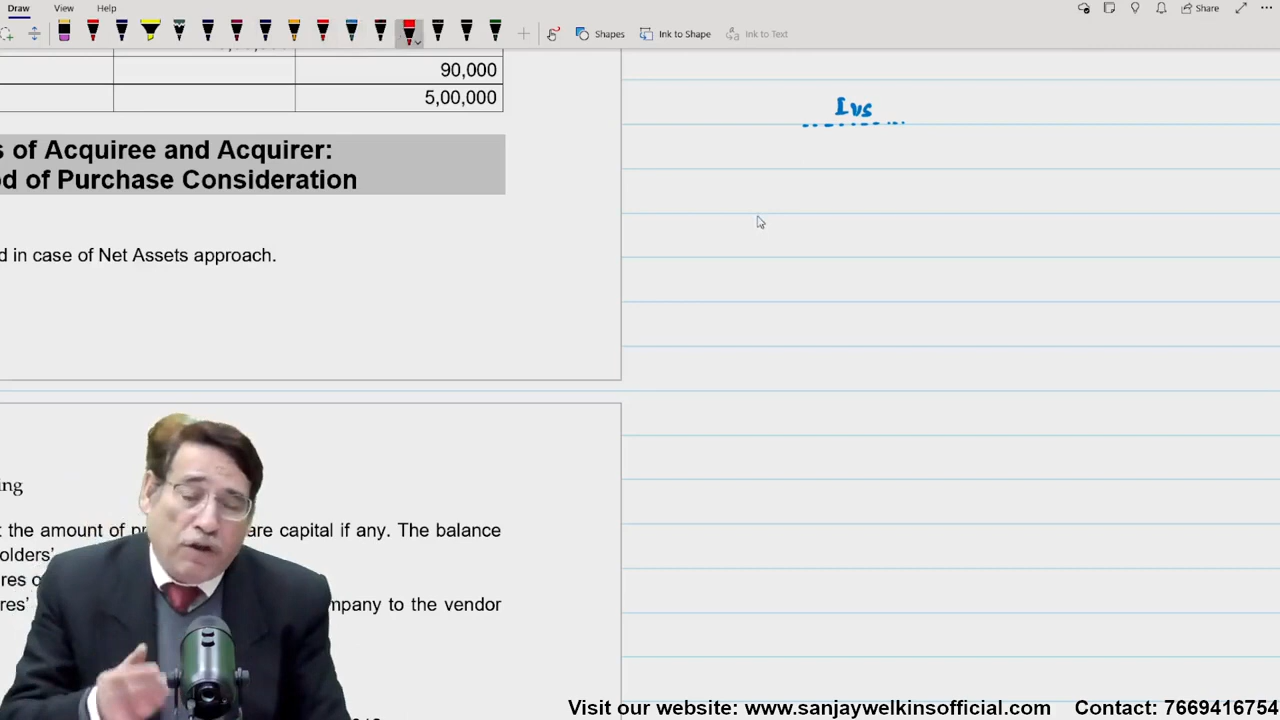 Draw View Help Share
Shapes Ink to Shape Ink to Text
90,000
5,00,000
s of Acquiree and Acquirer:
od of Purchase Consideration
d in case of Net Assets approach.
Ivs
ing
t the amount of are capital if any. The balance
olders'
res
res' mpany to the vendor
Visit our website: www.sanjaywelkinsofficial.com Contact: 7669416754